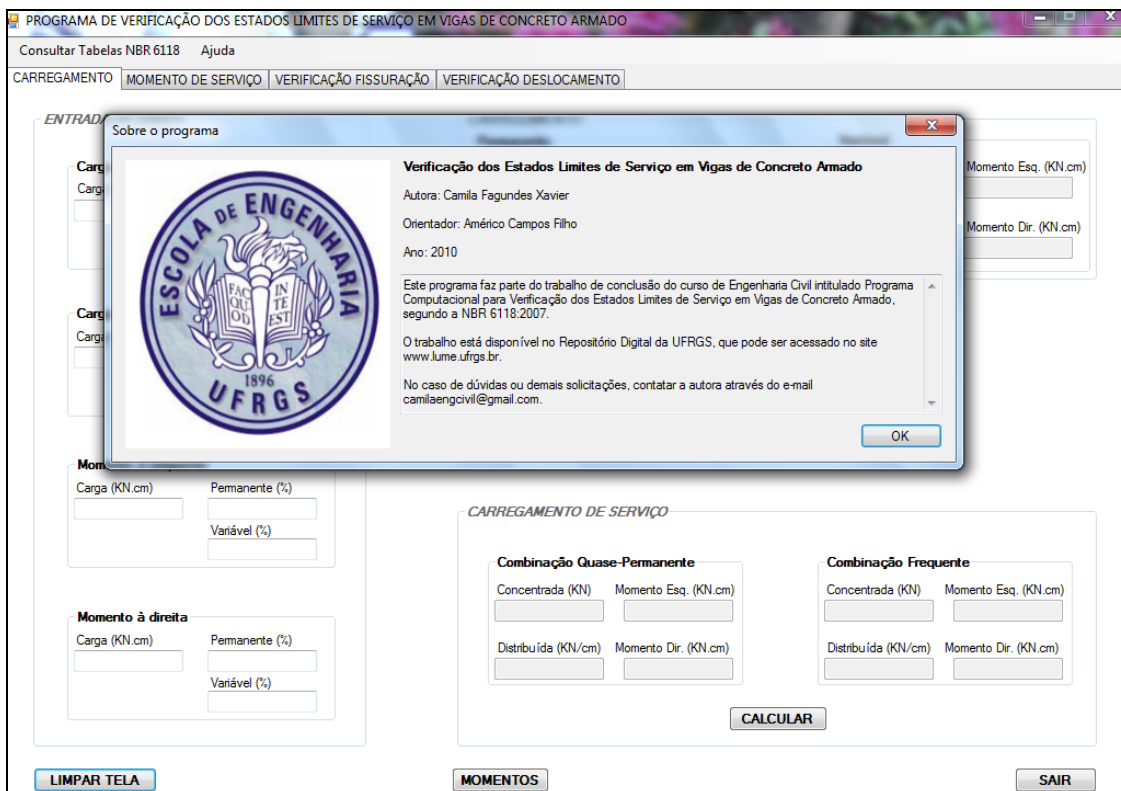 PROGRAMA DE VERIFICAÇÃO DOS ESTADOS LIMITES DE SERVIÇO EM VIGAS DE CONCRETO ARMADO
Consultar Tabelas NBR 6118 Ajuda
CARREGAMENTO MOMENTO DE SERVIÇO VERIFICAÇÃO FISSURAÇÃO VERIFICAÇÃO DESLOCAMENTO
Sobre o programa
Verificação dos Estados Limites de Serviço em Vigas de Concreto Armado
Autora: Camila Fagundes Xavier
Orientador: Américo Campos Filho
Ano: 2010
Este programa faz parte do trabalho de conclusão do curso de Engenharia Civil intitulado Programa
Computacional para Verificação dos Estados Limites de Serviço em Vigas de Concreto Armado,
segundo a NBR 6118:2007.
O trabalho está disponível no Repositório Digital da UFRGS, que pode ser acessado no site
www.lume.ufrgs.br.
No caso de dúvidas ou demais solicitações, contatar a autora através do e-mail
camilaengcivil@gmail.com.
OK
ESCOLA DE ENGENHARIA
FAC IN
QUID TE
OD EST
1896
UFRGS
Momento Esq. (KN.cm)
Momento Dir. (KN.cm)
Carga (KN.cm) Permanente (%)
Variável (%)
Momento à direita
Carga (KN.cm) Permanente (%)
Variável (%)
CARREGAMENTO DE SERVIÇO
Combinação Quase-Permanente
Concentrada (KN) Momento Esq. (KN.cm)
Distribuída (KN/cm) Momento Dir. (KN.cm)
Combinação Frequente
Concentrada (KN) Momento Esq. (KN.cm)
Distribuída (KN/cm) Momento Dir. (KN.cm)
CALCULAR
LIMPAR TELA MOMENTOS SAIR